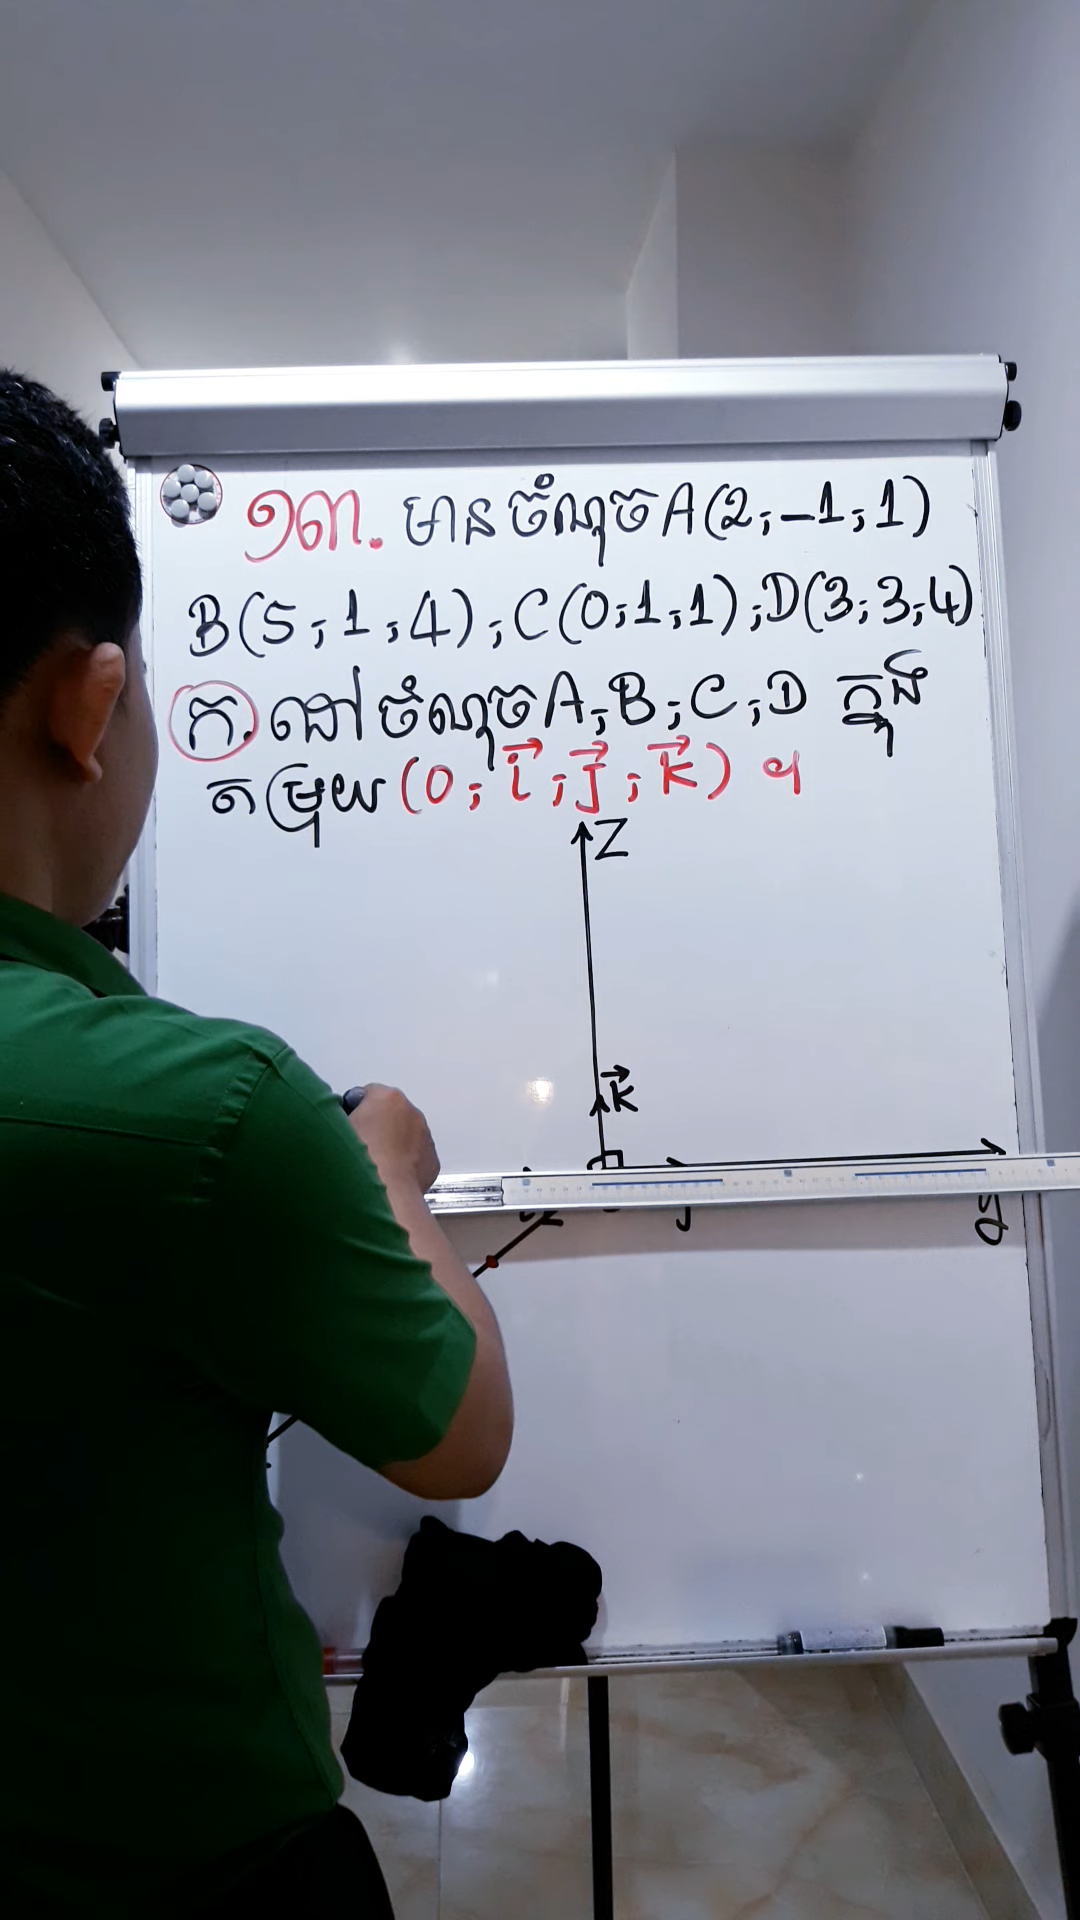 ១៣. មានចំណុច A(2;-1;1)
B(5;1;4);C(0;1;1);D(3;3;4)
ក. ដៅចំណុច A;B;C;D ក្នុង
តម្រុយ (0;i⃗;j⃗;k⃗) ។
Z
k⃗
y